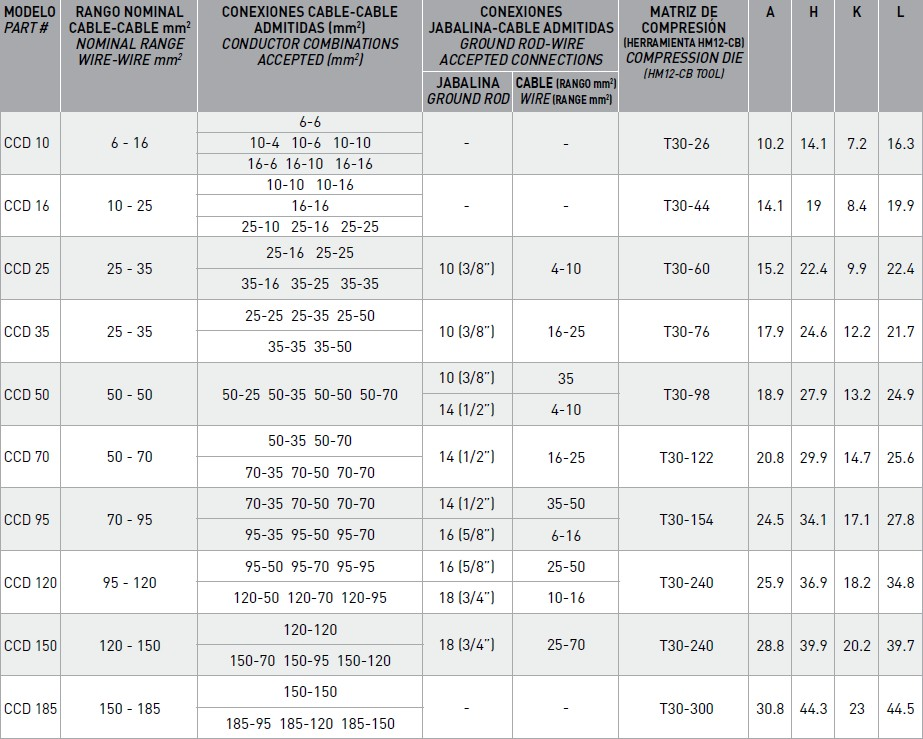 MODELO
PART #
RANGO NOMINAL
CABLE-CABLE mm²
NOMINAL RANGE
WIRE-WIRE mm²
CONEXIONES CABLE-CABLE
ADMITIDAS (mm²)
CONDUCTOR COMBINATIONS
ACCEPTED (mm²)
CONEXIONES
JABALINA-CABLE ADMITIDAS
GROUND ROD-WIRE
ACCEPTED CONNECTIONS
JABALINA
GROUND ROD
CABLE (RANGO mm²)
WIRE (RANGE mm²)
MATRIZ DE
COMPRESIÓN
(HERRAMIENTA HM12-CB)
COMPRESSION DIE
(HM12-CB TOOL)
A
H
K
L
CCD 10
6 - 16
6-6
10-4 10-6 10-10
16-6 16-10 16-16
-
-
T30-26
10.2
14.1
7.2
16.3
CCD 16
10 - 25
10-10 10-16
16-16
25-10 25-16 25-25
-
-
T30-44
14.1
19
8.4
19.9
CCD 25
25 - 35
25-16 25-25
35-16 35-25 35-35
10 (3/8”)
4-10
T30-60
15.2
22.4
9.9
22.4
CCD 35
25 - 35
25-25 25-35 25-50
35-35 35-50
10 (3/8”)
16-25
T30-76
17.9
24.6
12.2
21.7
CCD 50
50 - 50
50-25 50-35 50-50 50-70
10 (3/8”)
35
14 (1/2”)
4-10
T30-98
18.9
27.9
13.2
24.9
CCD 70
50 - 70
50-35 50-70
70-35 70-50 70-70
14 (1/2”)
16-25
T30-122
20.8
29.9
14.7
25.6
CCD 95
70 - 95
70-35 70-50 70-70
95-35 95-50 95-70
14 (1/2”)
35-50
16 (5/8”)
6-16
T30-154
24.5
34.1
17.1
27.8
CCD 120
95 - 120
95-50 95-70 95-95
120-50 120-70 120-95
16 (5/8”)
25-50
18 (3/4”)
10-16
T30-240
25.9
36.9
18.2
34.8
CCD 150
120 - 150
120-120
150-70 150-95 150-120
18 (3/4”)
25-70
T30-240
28.8
39.9
20.2
39.7
CCD 185
150 - 185
150-150
185-95 185-120 185-150
-
-
T30-300
30.8
44.3
23
44.5